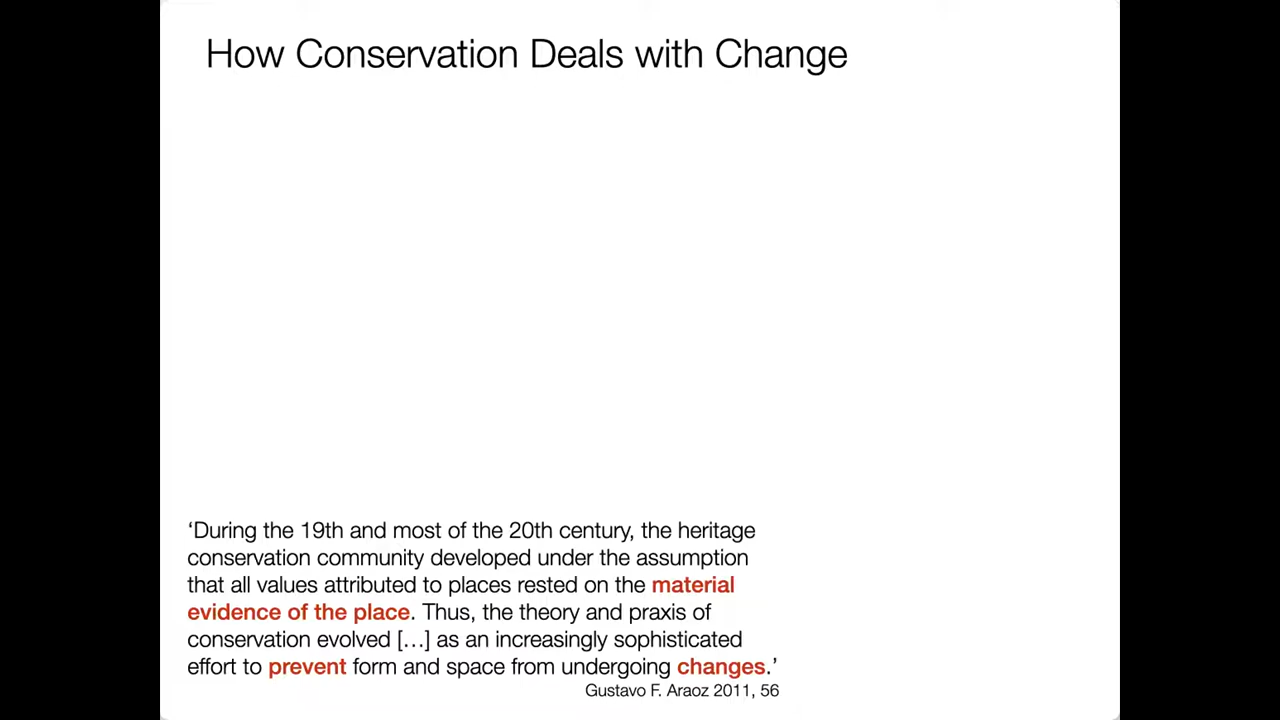 How Conservation Deals with Change
‘During the 19th and most of the 20th century, the heritage
conservation community developed under the assumption
that all values attributed to places rested on the material
evidence of the place. Thus, the theory and praxis of
conservation evolved […] as an increasingly sophisticated
effort to prevent form and space from undergoing changes.’
Gustavo F. Araoz 2011, 56